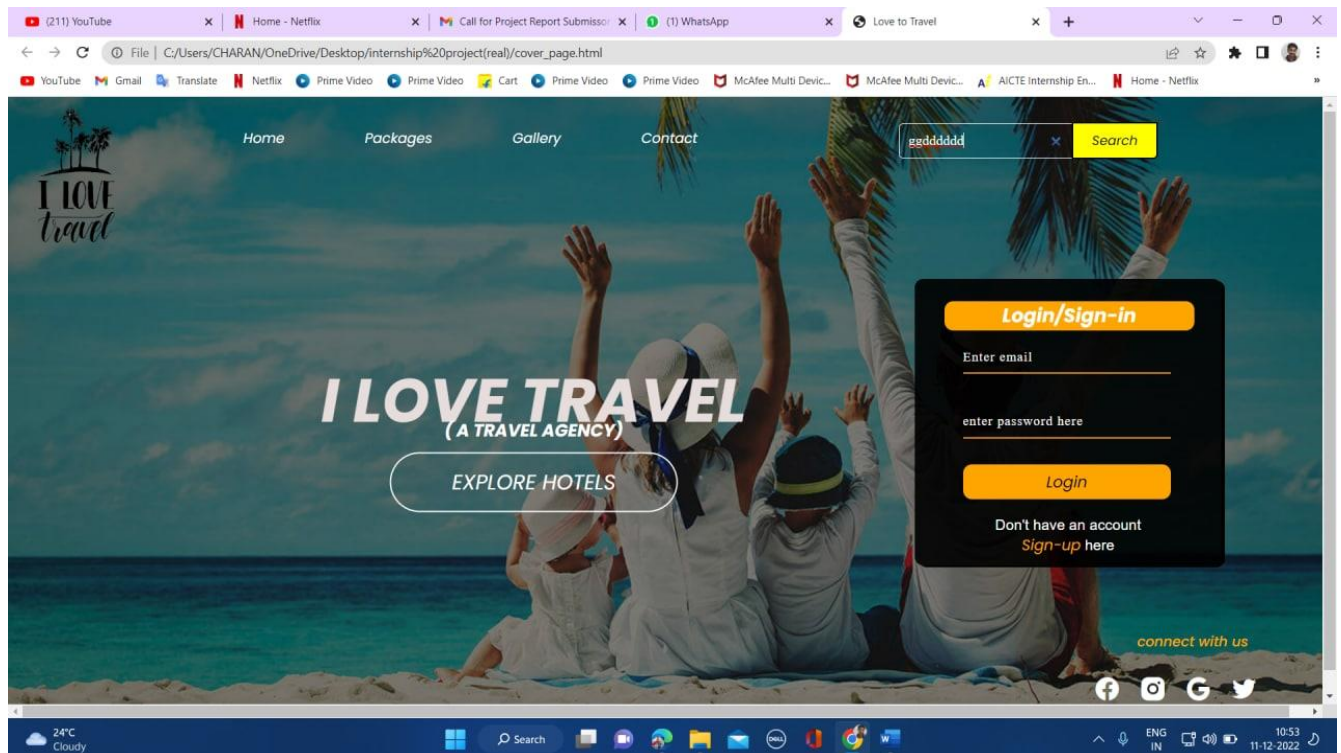 (211) YouTube
Home - Netflix
Call for Project Report Submissor
(1) WhatsApp
Love to Travel
File | C:/Users/CHARAN/OneDrive/Desktop/internship%20project(real)/cover_page.html
YouTube Gmail Translate Netflix Prime Video Prime Video Cart Prime Video Prime Video McAfee Multi Devic... McAfee Multi Devic... AICTE Internship En... Home - Netflix »
I LOVE
travel
Home Packages Gallery Contact
ggdddddd
Search
Login/Sign-in
Enter email
enter password here
Login
Don't have an account
Sign-up here
I LOVE TRAVEL
( A TRAVEL AGENCY)
EXPLORE HOTELS
connect with us
24°C
Cloudy
Search
DELL
ENG
IN
10:53
11-12-2022